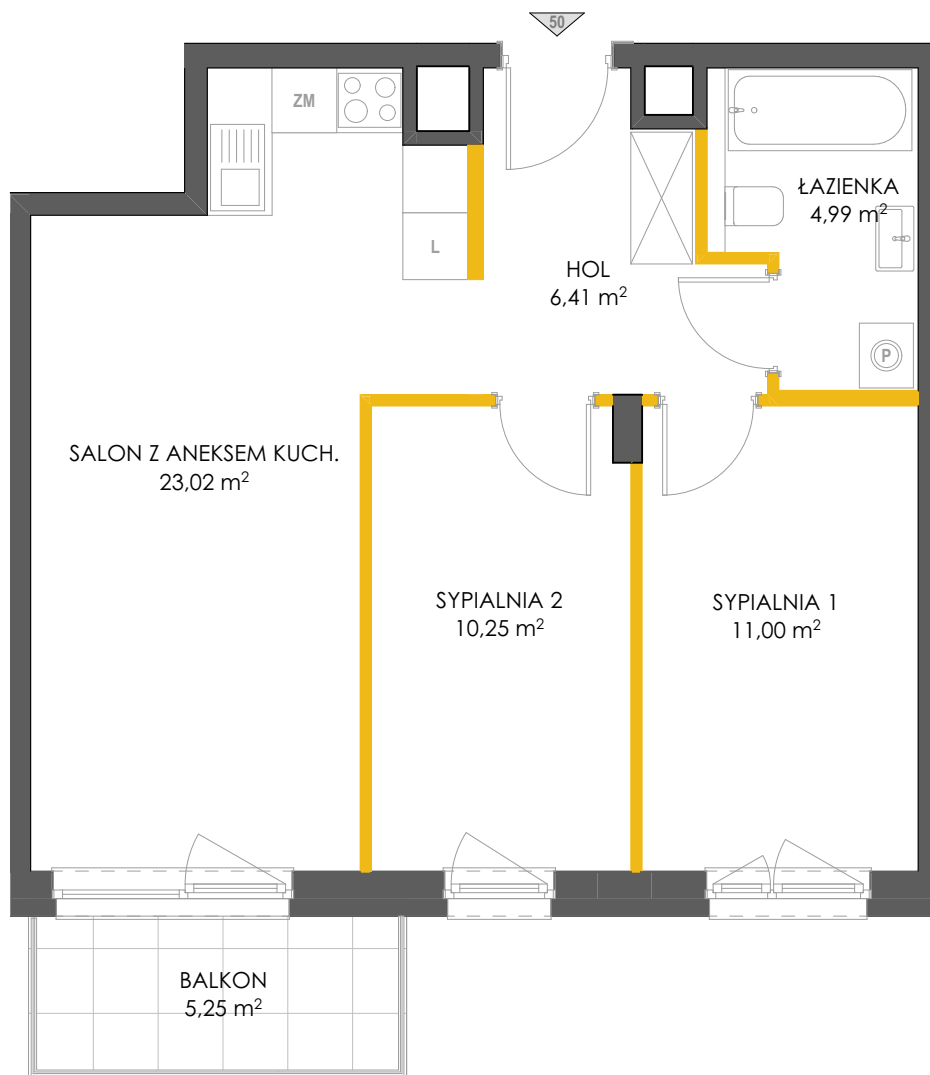 50
ZM
ŁAZIENKA
4,99 m²
L
HOL
6,41 m²
P
SALON Z ANEKSEM KUCH.
23,02 m²
SYPIALNIA 2
10,25 m²
SYPIALNIA 1
11,00 m²
BALKON
5,25 m²